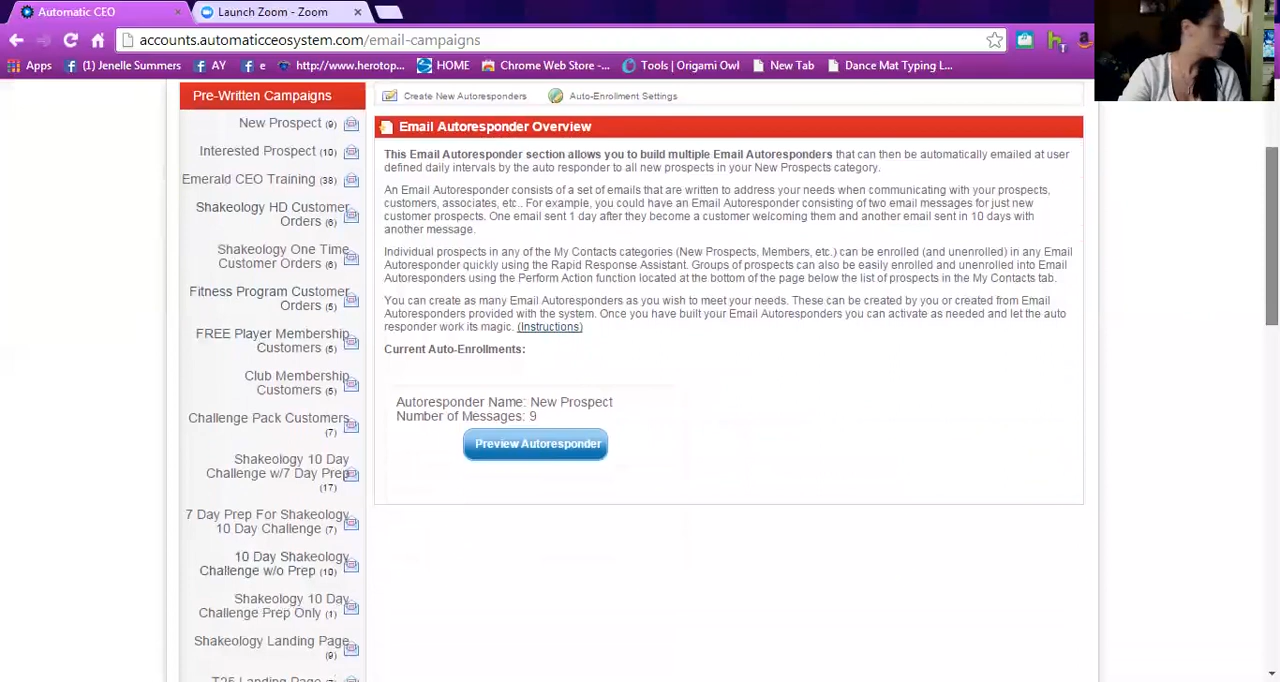 Automatic CEO ×
Launch Zoom - Zoom ×
accounts.automaticceosystem.com/email-campaigns
Apps (1) Jenelle Summers AY e http://www.herotop... HOME Chrome Web Store -... Tools | Origami Owl New Tab Dance Mat Typing L...
Pre-Written Campaigns
New Prospect (9)
Interested Prospect (10)
Emerald CEO Training (38)
Shakeology HD Customer
Orders (6)
Shakeology One Time
Customer Orders (6)
Fitness Program Customer
Orders (5)
FREE Player Membership
Customers (5)
Club Membership
Customers (5)
Challenge Pack Customers
(7)
Shakeology 10 Day
Challenge w/7 Day Prep
(17)
7 Day Prep For Shakeology
10 Day Challenge (7)
10 Day Shakeology
Challenge w/o Prep (10)
Shakeology 10 Day
Challenge Prep Only (1)
Shakeology Landing Page
(9)
T25 Landing Page
Create New Autoresponders Auto-Enrollment Settings
Email Autoresponder Overview
This Email Autoresponder section allows you to build multiple Email Autoresponders that can then be automatically emailed at user
defined daily intervals by the auto responder to all new prospects in your New Prospects category.
An Email Autoresponder consists of a set of emails that are written to address your needs when communicating with your prospects,
customers, associates, etc.. For example, you could have an Email Autoresponder consisting of two email messages for just new
customer prospects. One email sent 1 day after they become a customer welcoming them and another email sent in 10 days with
another message.
Individual prospects in any of the My Contacts categories (New Prospects, Members, etc.) can be enrolled (and unenrolled) in any Email
Autoresponder quickly using the Rapid Response Assistant. Groups of prospects can also be easily enrolled and unenrolled into Email
Autoresponders using the Perform Action function located at the bottom of the page below the list of prospects in the My Contacts tab.
You can create as many Email Autoresponders as you wish to meet your needs. These can be created by you or created from Email
Autoresponders provided with the system. Once you have built your Email Autoresponders you can activate as needed and let the auto
responder work its magic. (Instructions)
Current Auto-Enrollments:
Autoresponder Name: New Prospect
Number of Messages: 9
Preview Autoresponder